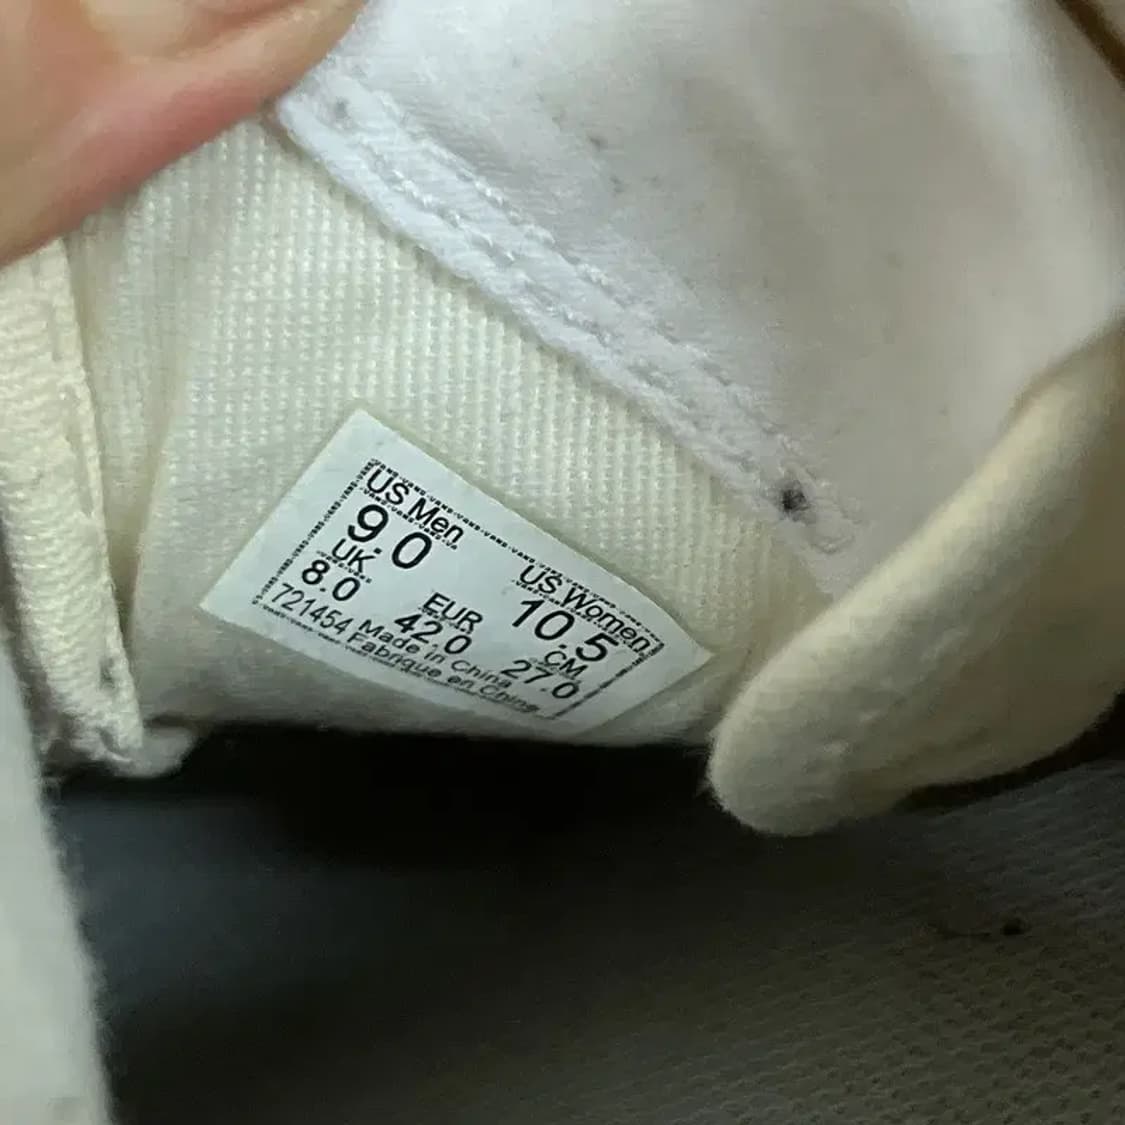 US Men
9.0
US Women
10.5
UK
8.0
EUR
42.0
CM
27.0
721454 Made in China
Fabrique en Chine